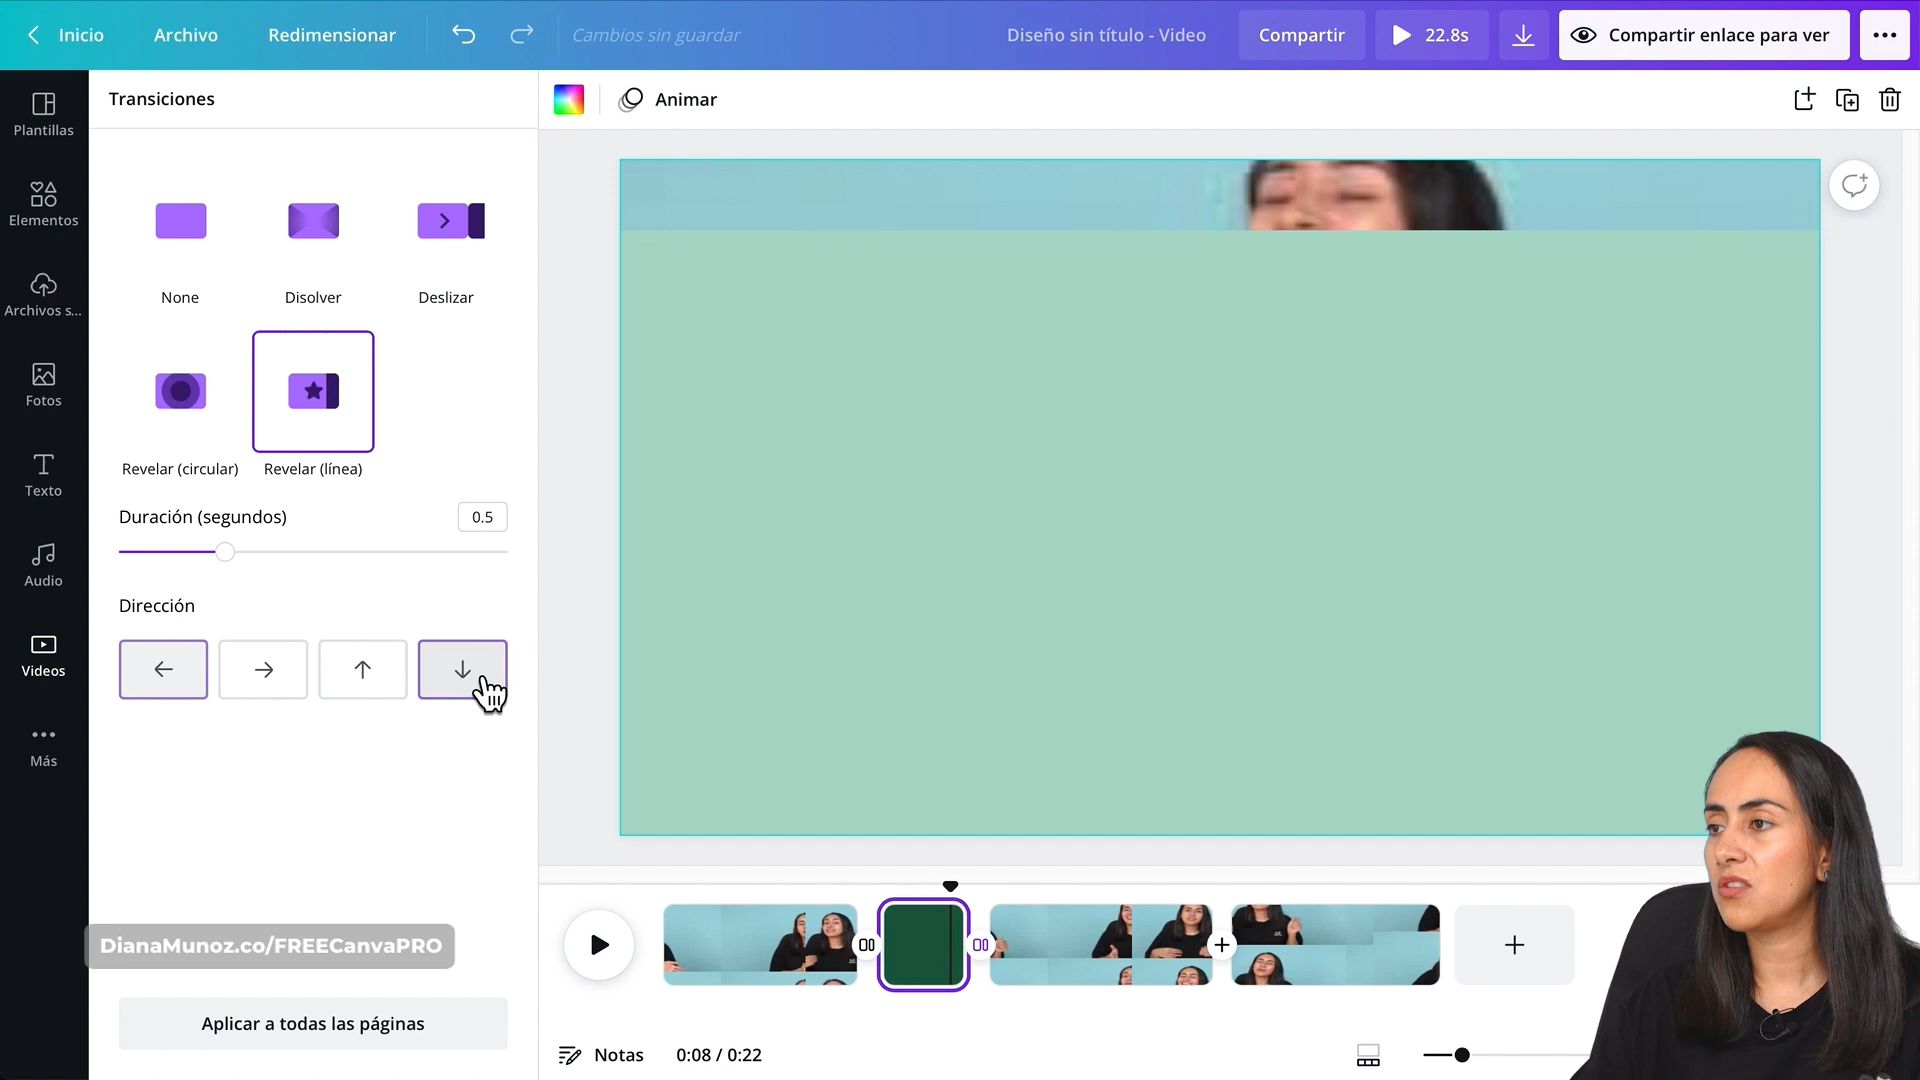 Inicio
Archivo
Redimensionar
Cambios sin guardar
Diseño sin título - Video
Compartir
22.8s
Compartir enlace para ver
Plantillas
Elementos
Archivos s...
Fotos
Texto
Audio
Videos
Más
Transiciones
None
Disolver
Deslizar
Revelar (circular)
Revelar (línea)
Duración (segundos)
0.5
Dirección
DianaMunoz.co/FREECanvaPRO
Aplicar a todas las páginas
Animar
Notas
0:08 / 0:22